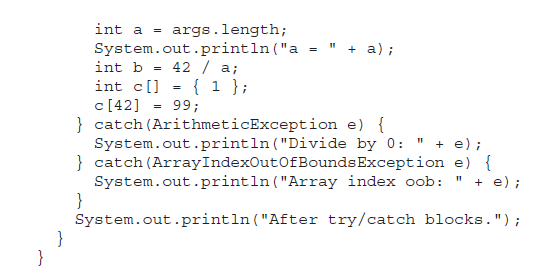 int a = args.length;
System.out.println("a = " + a);
int b = 42 / a;
int c[] = { 1 };
c[42] = 99;
} catch(ArithmeticException e) {
System.out.println("Divide by 0: " + e);
} catch(ArrayIndexOutOfBoundsException e) {
System.out.println("Array index oob: " + e);
}
System.out.println("After try/catch blocks.");
}
}